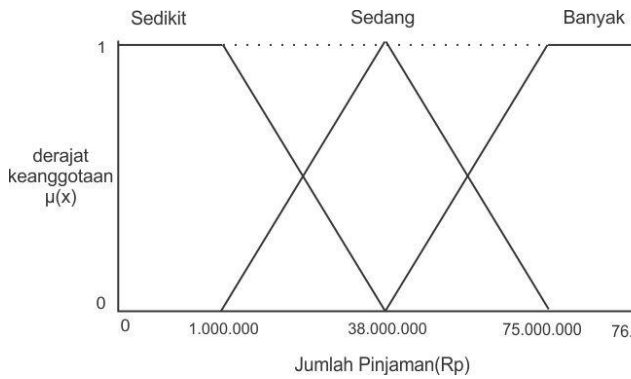 Sedikit Sedang Banyak
1
derajat
keanggotaan
μ(x)
0
0 1.000.000 38.000.000 75.000.000 76.
Jumlah Pinjaman(Rp)